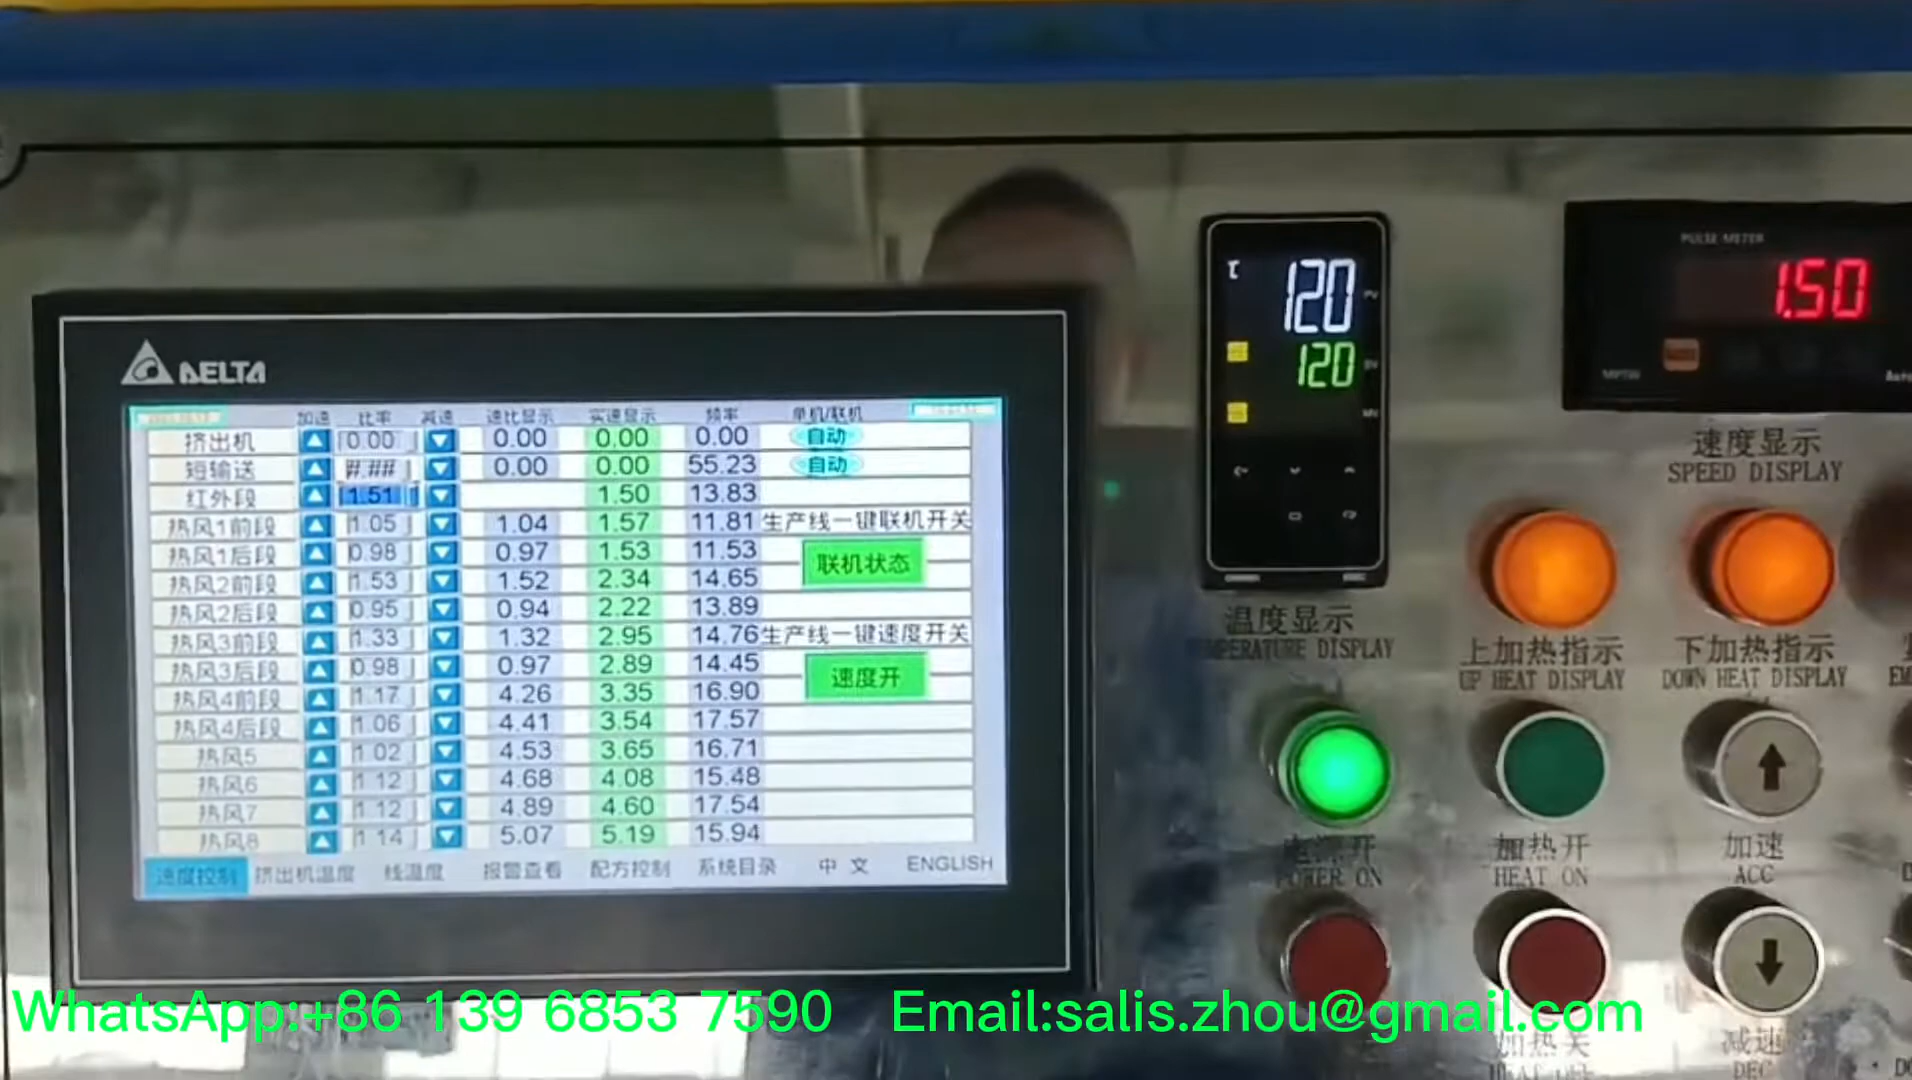 PULSE METER
1.50
120
120
PV
SV
MV
MP5W
Auto
DELTA
加速 比率 减速 速比显示 实速显示 频率 单机/联机
挤出机 0.00 0.00 0.00 0.00 自动
短输送 #.## 0.00 0.00 55.23 自动
红外段 1.51 1.50 13.83
热风1前段 1.05 1.04 1.57 11.81 生产线一键联机开关
热风1后段 0.98 0.97 1.53 11.53 联机状态
热风2前段 1.53 1.52 2.34 14.65
热风2后段 0.95 0.94 2.22 13.89
热风3前段 1.33 1.32 2.95 14.76 生产线一键速度开关
热风3后段 0.98 0.97 2.89 14.45 速度开
热风4前段 1.17 4.26 3.35 16.90
热风4后段 1.06 4.41 3.54 17.57
热风5 1.02 4.53 3.65 16.71
热风6 1.12 4.68 4.08 15.48
热风7 1.12 4.89 4.60 17.54
热风8 1.14 5.07 5.19 15.94
速度控制 挤出机温度 线温度 报警查看 配方控制 系统目录 中 文 ENGLISH
速度显示
SPEED DISPLAY
温度显示
TEMPERATURE DISPLAY
上加热指示
UP HEAT DISPLAY
下加热指示
DOWN HEAT DISPLAY
电源开
POWER ON
加热开
HEAT ON
加速
ACC
加热关
减速
DEC
WhatsApp:+86 139 6853 7590 Email:salis.zhou@gmail.com